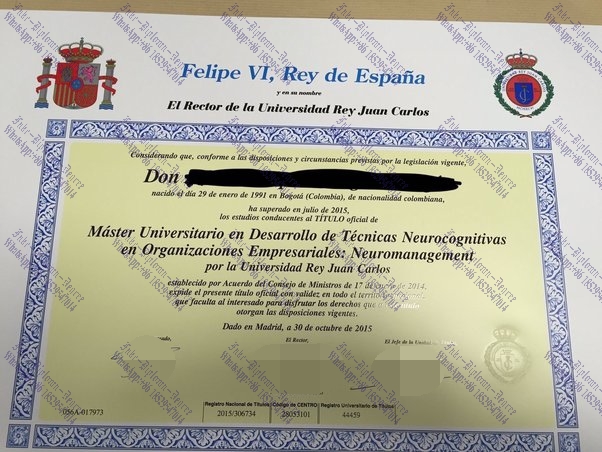 Felipe VI, Rey de España
y en su nombre
El Rector de la Universidad Rey Juan Carlos
Considerando que, conforme a las disposiciones y circunstancias previstas por la legislación vigente,
Don
nacido el día 29 de enero de 1991 en Bogotá (Colombia), de nacionalidad colombiana,
ha superado en julio de 2015,
los estudios conducentes al TÍTULO oficial de
Máster Universitario en Desarrollo de Técnicas Neurocognitivas
en Organizaciones Empresariales: Neuromanagement
por la Universidad Rey Juan Carlos
establecido por Acuerdo del Consejo de Ministros de 17 de de 2014,
expide el presente título oficial con validez en todo el
que faculta al interesado para disfrutar los derechos que a título
otorgan las disposiciones vigentes.
Dado en Madrid, a 30 de octubre de 2015
El Rector,
El Jefe de la
Registro Nacional de Títulos Código de CENTRO Registro Universitario de Títulos
2015/306734 28053101 44459
056A-017973